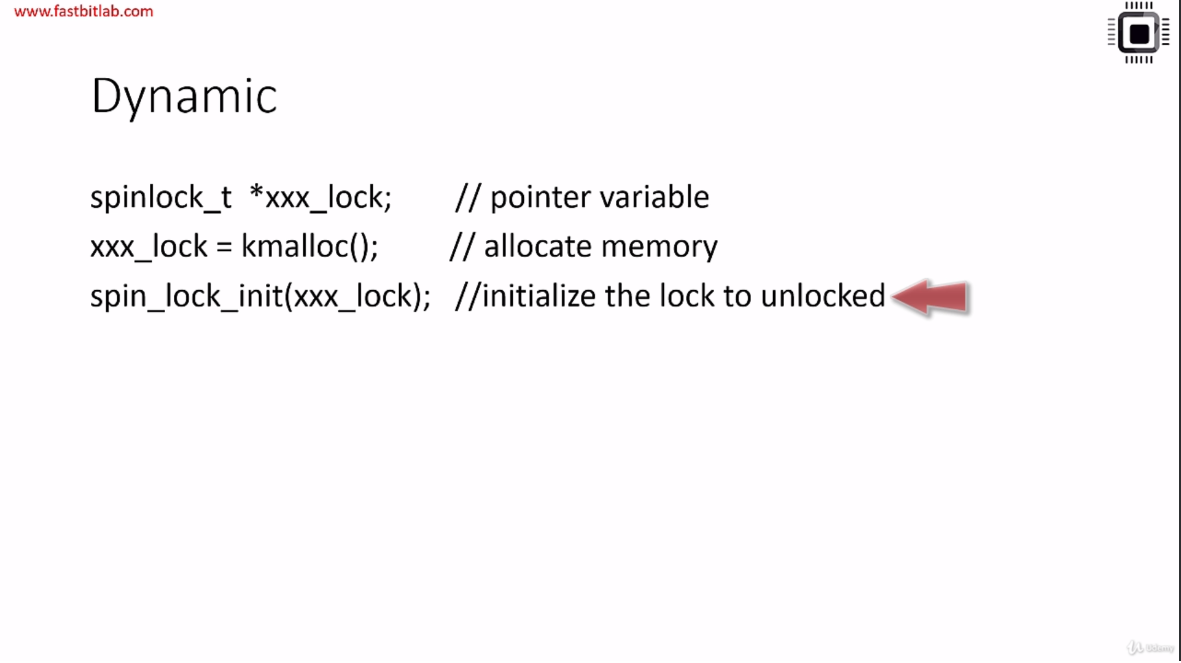 www.fastbitlab.com
Dynamic
spinlock_t *xxx_lock; // pointer variable
xxx_lock = kmalloc(); // allocate memory
spin_lock_init(xxx_lock); //initialize the lock to unlocked
Udemy